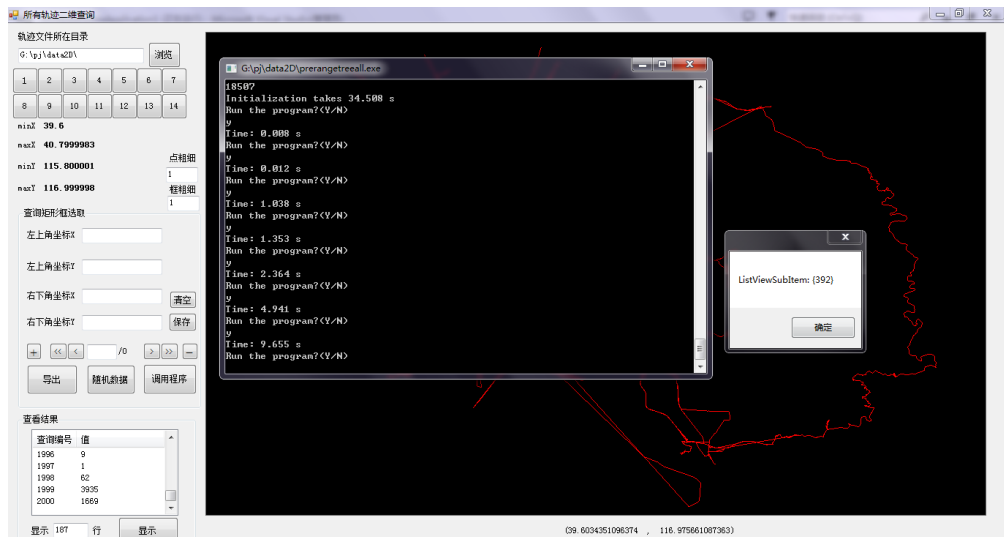 所有轨迹二维查询
轨迹文件所在目录
G:\pj\data2D\
浏览
1 2 3 4 5 6 7
8 9 10 11 12 13 14
minX 39.6
maxX 40.7999983
minY 115.800001
maxY 116.999998
点粗细
1
框粗细
1
查询矩形框选取
左上角坐标X
左上角坐标Y
右下角坐标X
清空
右下角坐标Y
保存
+ << < /0 > >> -
导出 随机数据 调用程序
查看结果
查询编号 值
1996 9
1997 1
1998 62
1999 3935
2000 1669
显示 187 行 显示
G:\pj\data2D\prerangetreeall.exe
18507
Initialization takes 34.508 s
Run the program?(Y/N)
y
Time: 0.008 s
Run the program?(Y/N)
y
Time: 0.012 s
Run the program?(Y/N)
y
Time: 1.038 s
Run the program?(Y/N)
y
Time: 1.353 s
Run the program?(Y/N)
y
Time: 2.364 s
Run the program?(Y/N)
y
Time: 4.941 s
Run the program?(Y/N)
y
Time: 9.655 s
Run the program?(Y/N)
ListViewSubItem: {392}
确定
(39.6034351096374 , 116.975661087363)